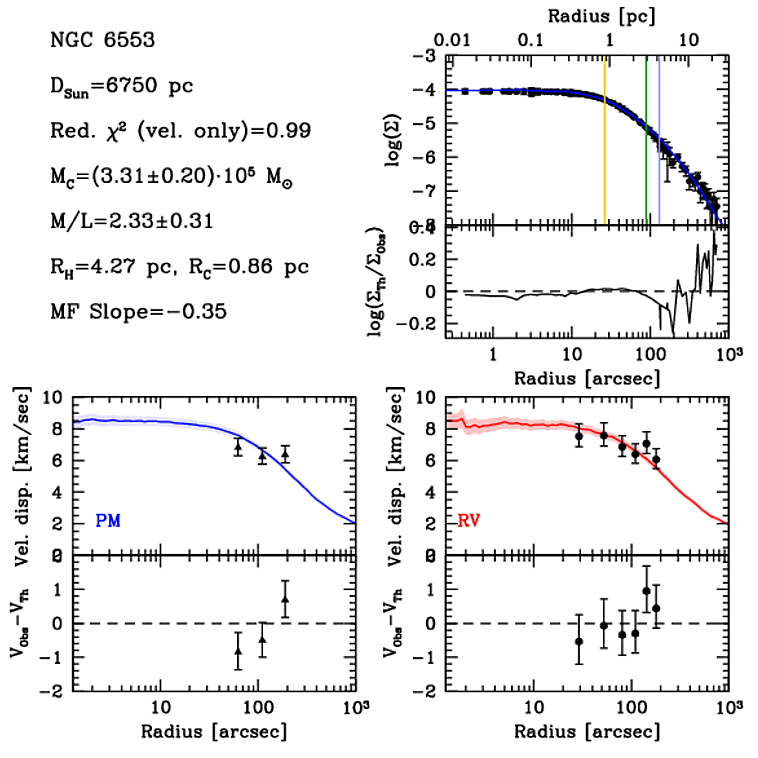 NGC 6553
D_Sun=6750 pc
Red. χ² (vel. only)=0.99
M_C=(3.31±0.20)·10⁵ M_⊙
M/L=2.33±0.31
R_H=4.27 pc, R_C=0.86 pc
MF Slope=−0.35
Radius [pc]
0.01 0.1 1 10
−3
−4
−5
−6
−7
−8
log(Σ)
0.4
0.2
0
−0.2
log(Σ_Th/Σ_Obs)
1 10 100 10³
Radius [arcsec]
10
8
6
4
2
0
Vel. disp. [km/sec]
PM
2
1
0
−1
−2
V_Obs−V_Th
10 100 10³
Radius [arcsec]
10
8
6
4
2
0
Vel. disp. [km/sec]
RV
2
1
0
−1
−2
V_Obs−V_Th
10 100 10³
Radius [arcsec]